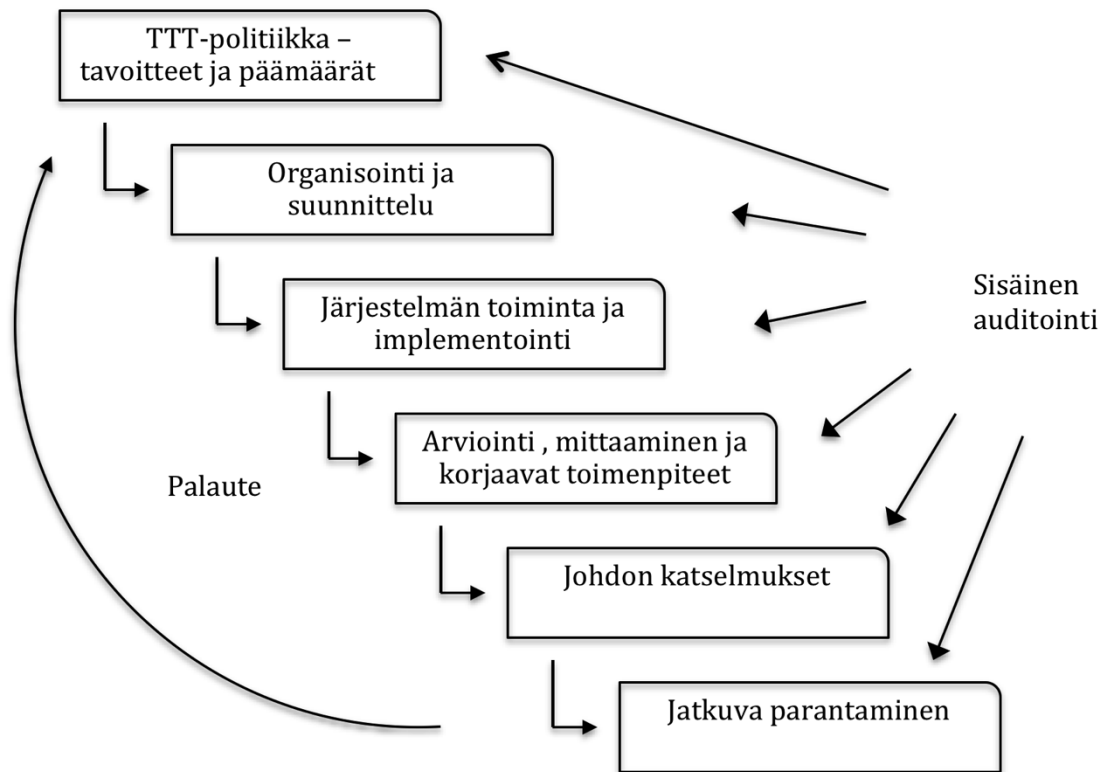 TTT-politiikka –
tavoitteet ja päämäärät
Organisointi ja
suunnittelu
Järjestelmän toiminta ja
implementointi
Sisäinen
auditointi
Arviointi , mittaaminen ja
korjaavat toimenpiteet
Palaute
Johdon katselmukset
Jatkuva parantaminen